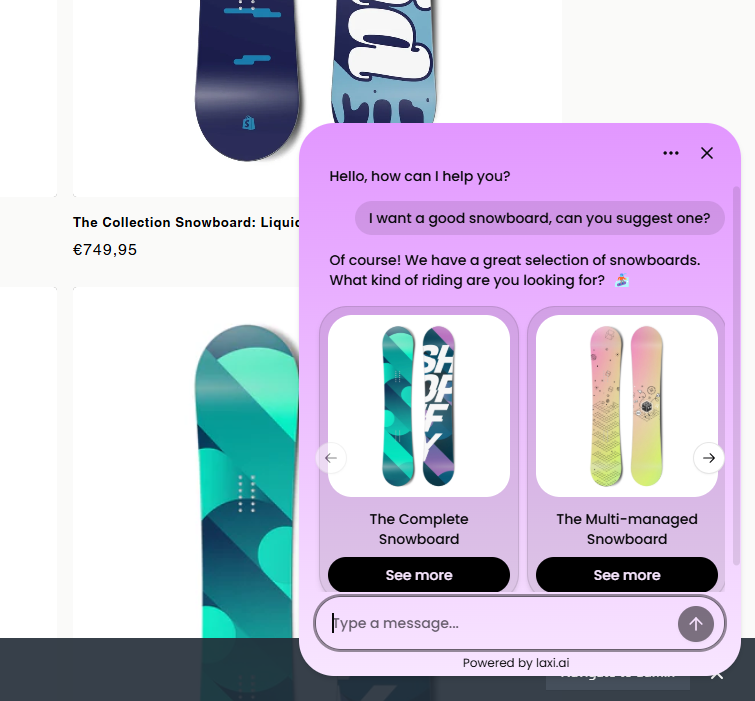 The Collection Snowboard: Liquid
€749,95
Hello, how can I help you?
I want a good snowboard, can you suggest one?
Of course! We have a great selection of snowboards.
What kind of riding are you looking for?
The Complete
Snowboard
See more
The Multi-managed
Snowboard
See more
Type a message...
Powered by laxi.ai